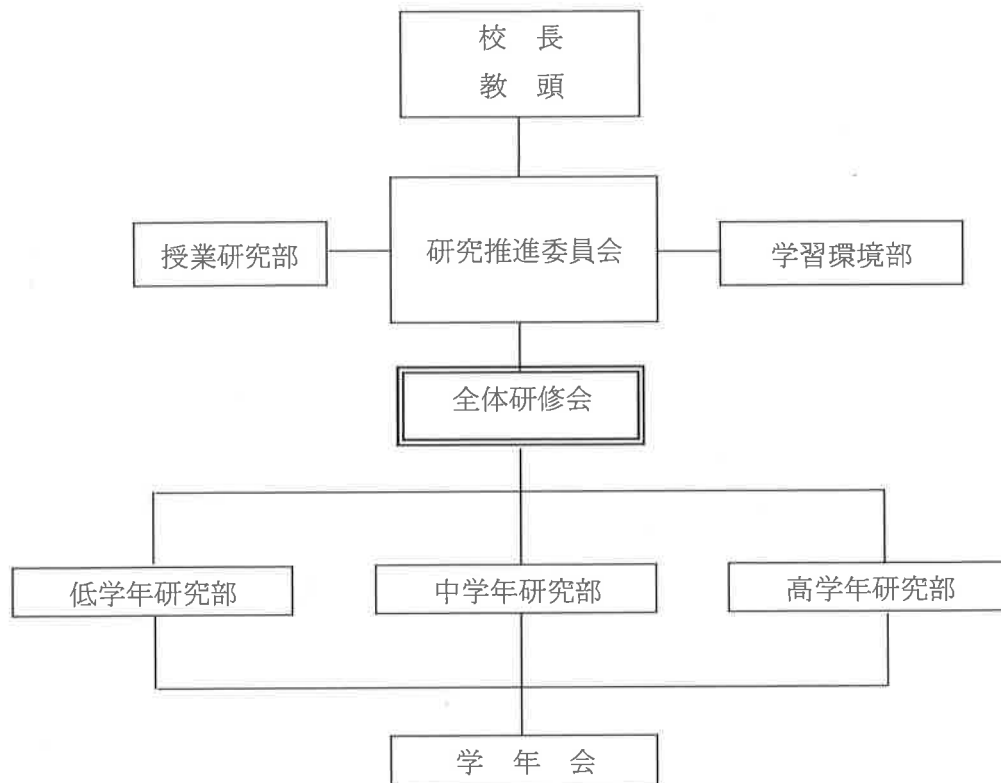 校　長
教　頭
授業研究部
研究推進委員会
学習環境部
全体研修会
低学年研究部
中学年研究部
高学年研究部
学　年　会